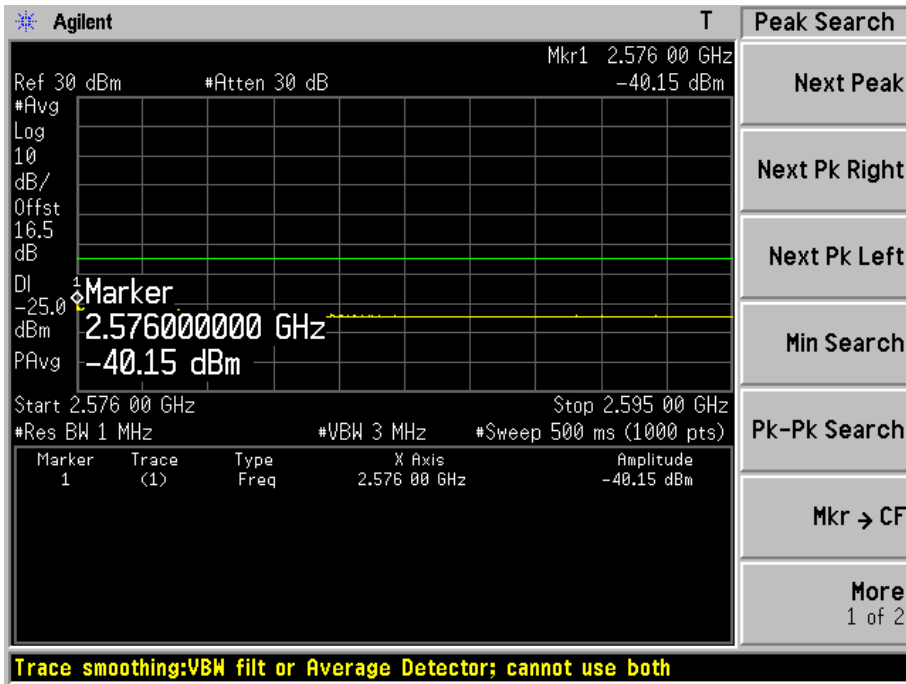 Agilent T Peak Search
Mkr1 2.576 00 GHz
Ref 30 dBm #Atten 30 dB -40.15 dBm
#Avg
Log
10
dB/
Offst
16.5
dB
DI
-25.0
dBm
PAvg
1
Marker
2.576000000 GHz
-40.15 dBm
Start 2.576 00 GHz Stop 2.595 00 GHz
#Res BW 1 MHz #VBW 3 MHz #Sweep 500 ms (1000 pts)
Marker Trace Type X Axis Amplitude
1 (1) Freq 2.576 00 GHz -40.15 dBm
Trace smoothing:VBW filt or Average Detector; cannot use both
Next Peak
Next Pk Right
Next Pk Left
Min Search
Pk-Pk Search
Mkr → CF
More
1 of 2